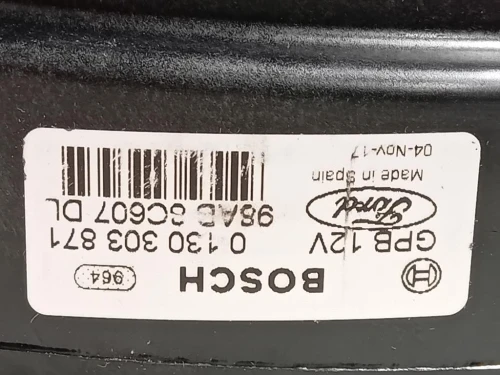 BOSCH
964
GPB 12V
0 130 303 871
Ford
98AB 8C607 DL
Made in Spain
04-Nov-17